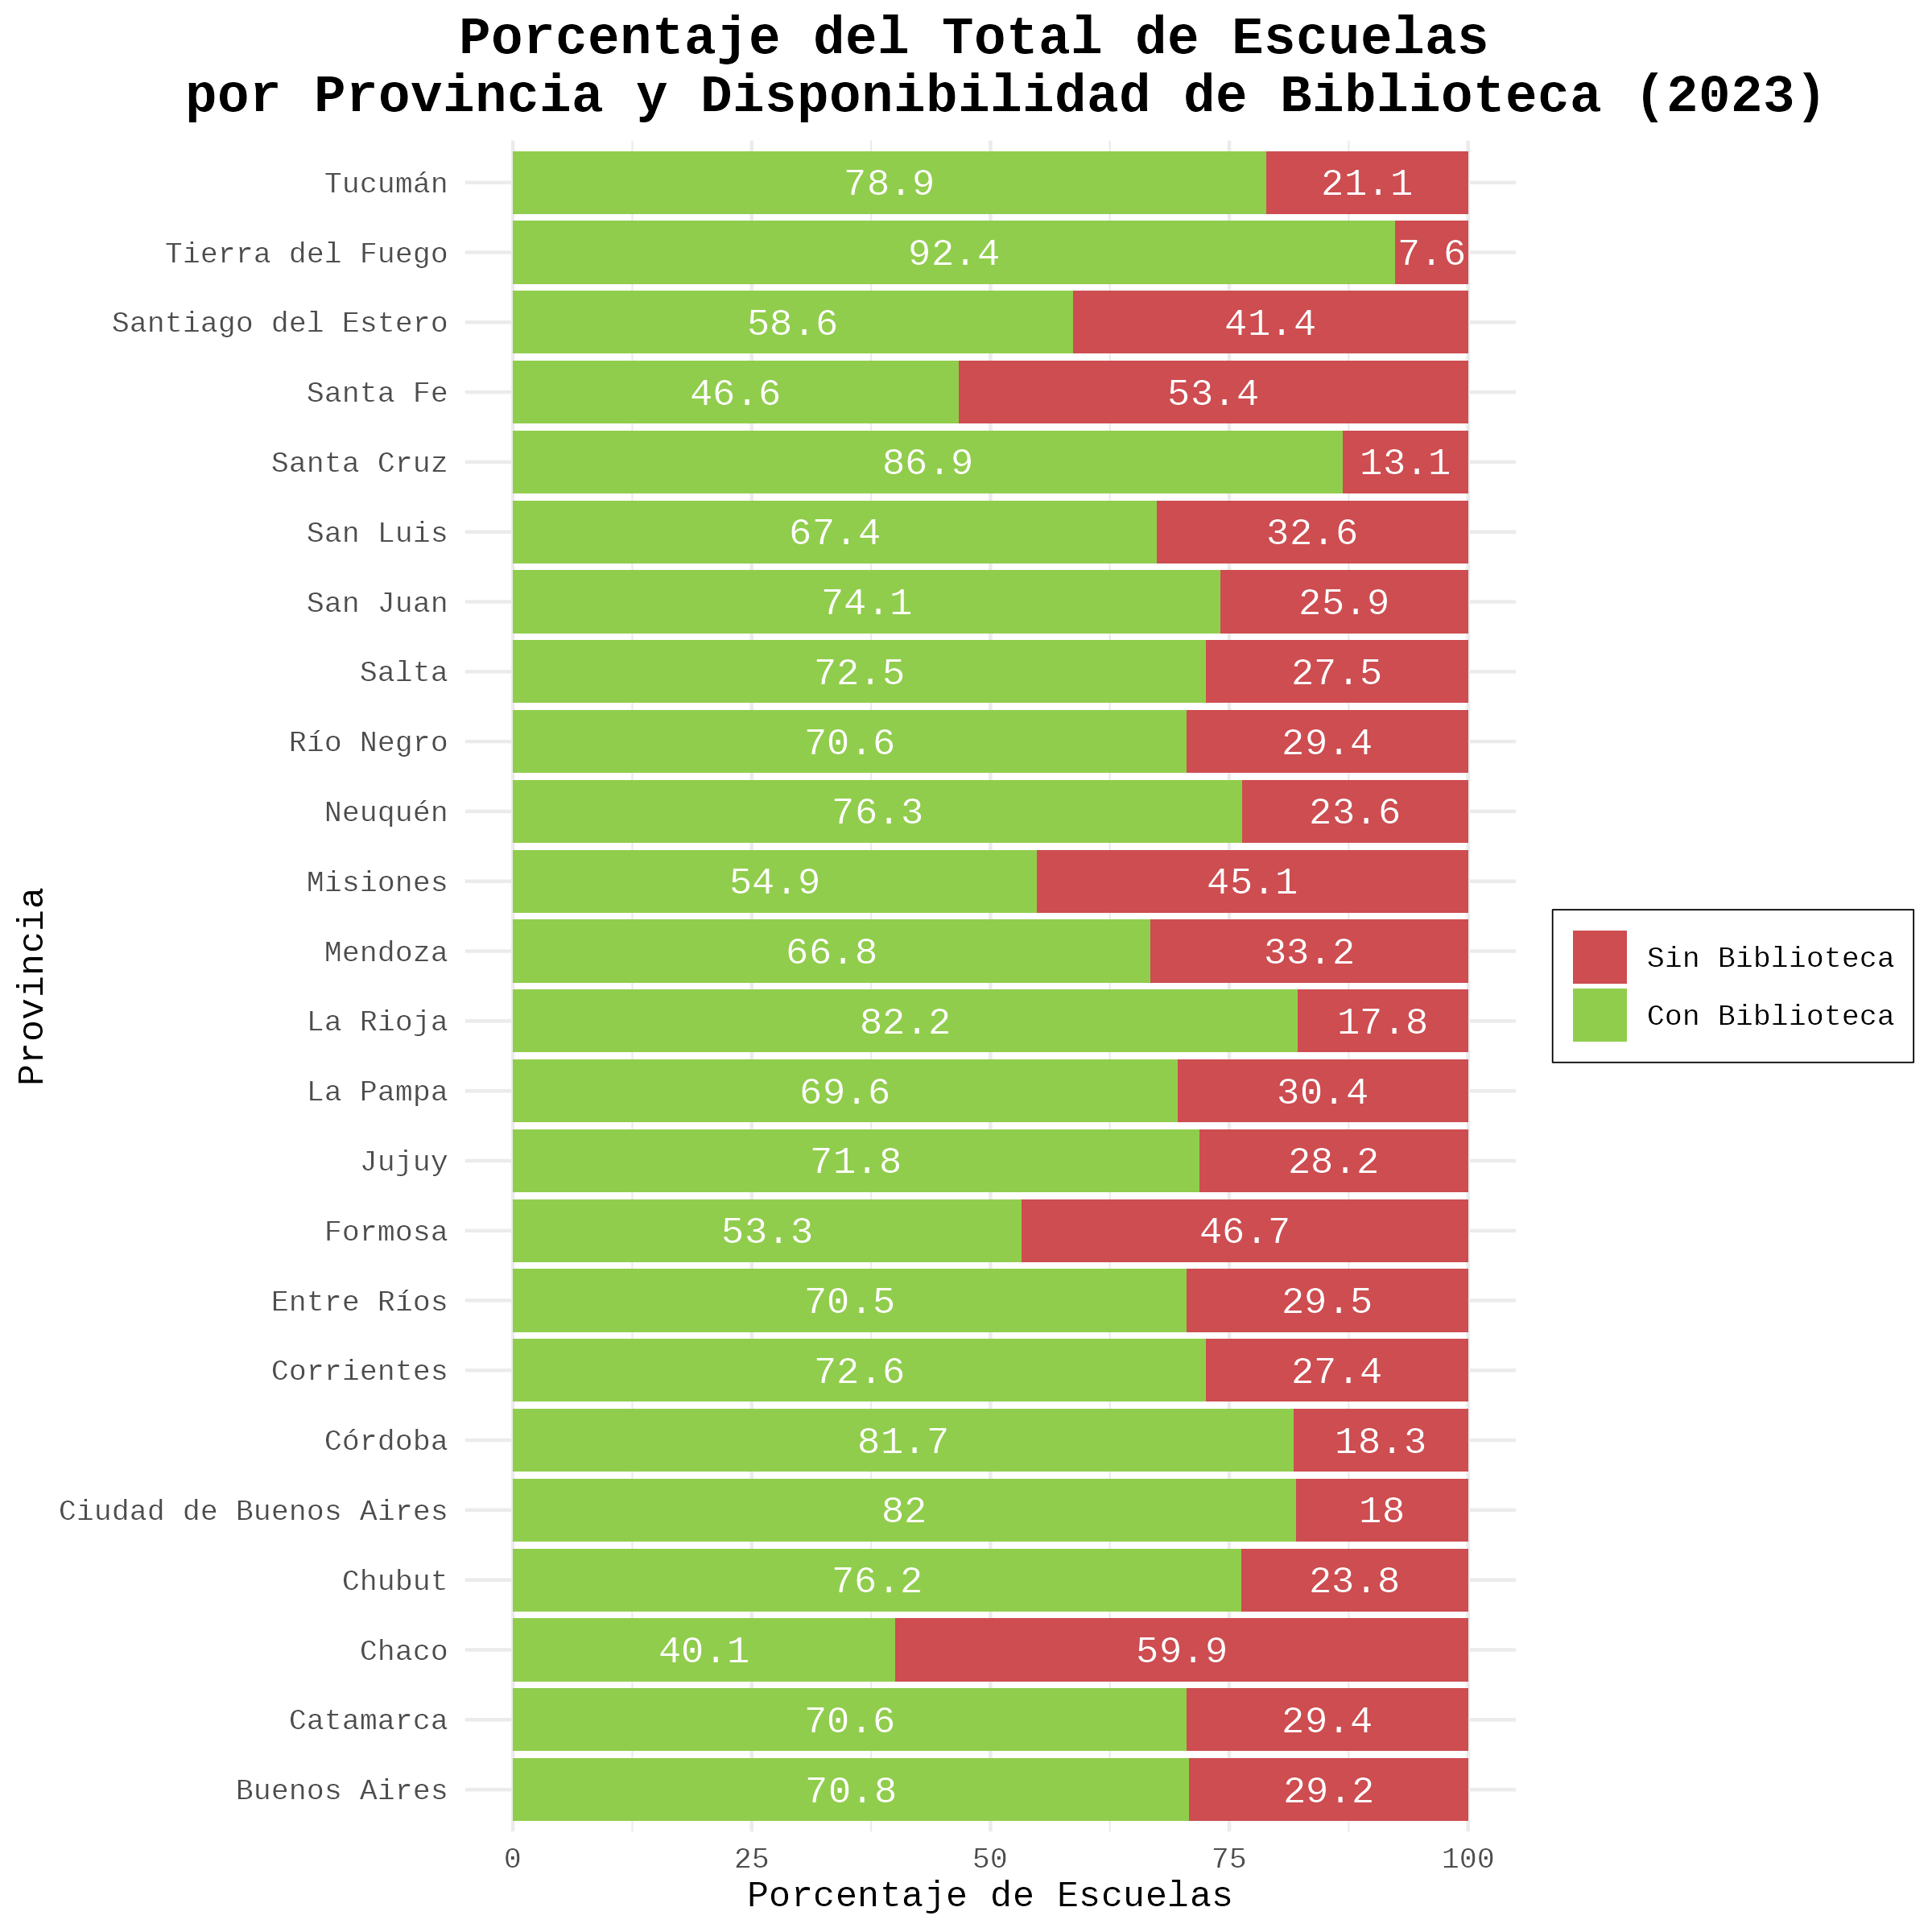 Porcentaje del Total de Escuelas
por Provincia y Disponibilidad de Biblioteca (2023)
Tucumán 78.9 21.1
Tierra del Fuego 92.4 7.6
Santiago del Estero 58.6 41.4
Santa Fe 46.6 53.4
Santa Cruz 86.9 13.1
San Luis 67.4 32.6
San Juan 74.1 25.9
Salta 72.5 27.5
Río Negro 70.6 29.4
Neuquén 76.3 23.6
Misiones 54.9 45.1
Mendoza 66.8 33.2
La Rioja 82.2 17.8
La Pampa 69.6 30.4
Jujuy 71.8 28.2
Formosa 53.3 46.7
Entre Ríos 70.5 29.5
Corrientes 72.6 27.4
Córdoba 81.7 18.3
Ciudad de Buenos Aires 82 18
Chubut 76.2 23.8
Chaco 40.1 59.9
Catamarca 70.6 29.4
Buenos Aires 70.8 29.2
0 25 50 75 100
Porcentaje de Escuelas
Provincia
Sin Biblioteca
Con Biblioteca